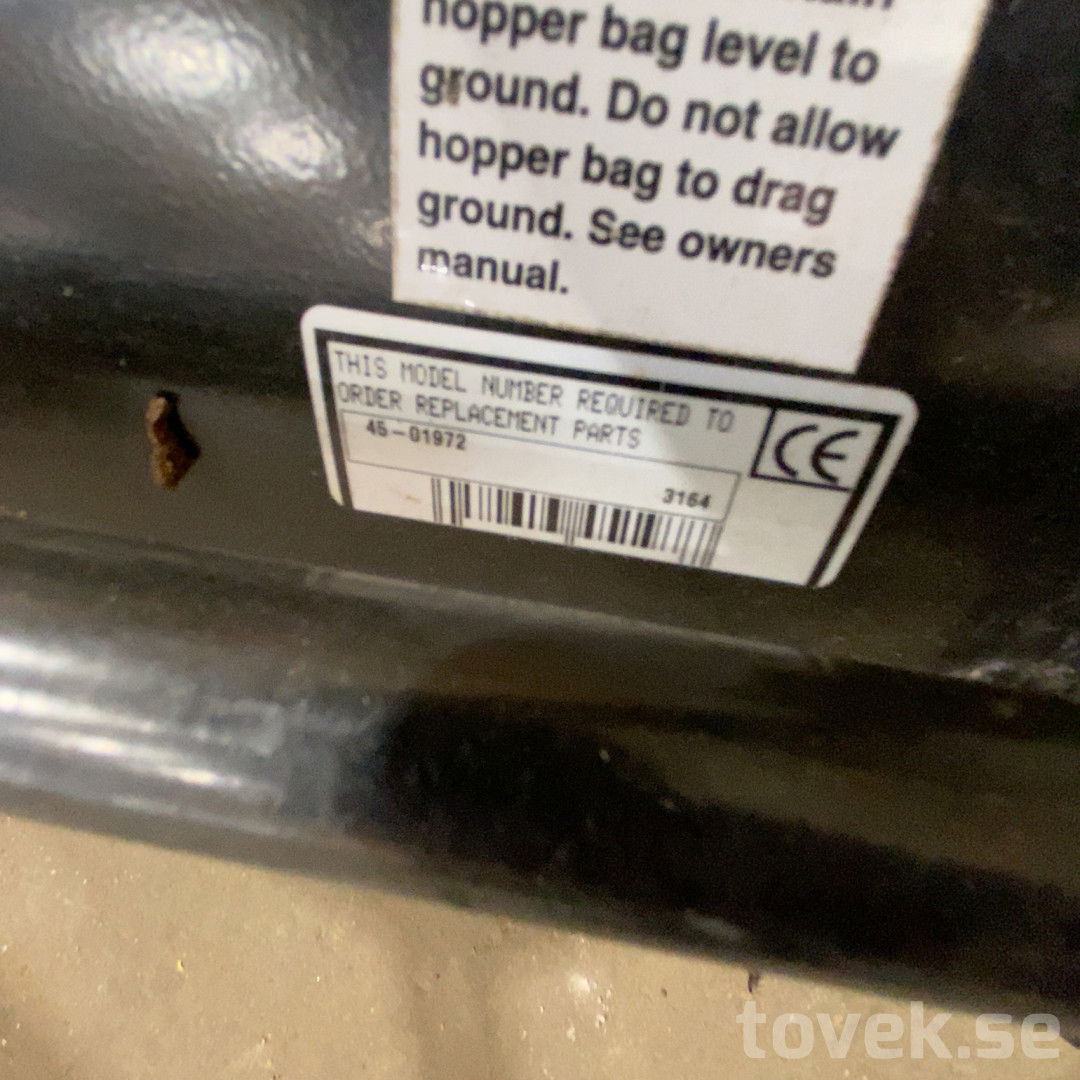 hopper bag level to
ground. Do not allow
hopper bag to drag
ground. See owners
manual.
THIS MODEL NUMBER REQUIRED TO
ORDER REPLACEMENT PARTS
45-01972
CE
3164
tovek.se